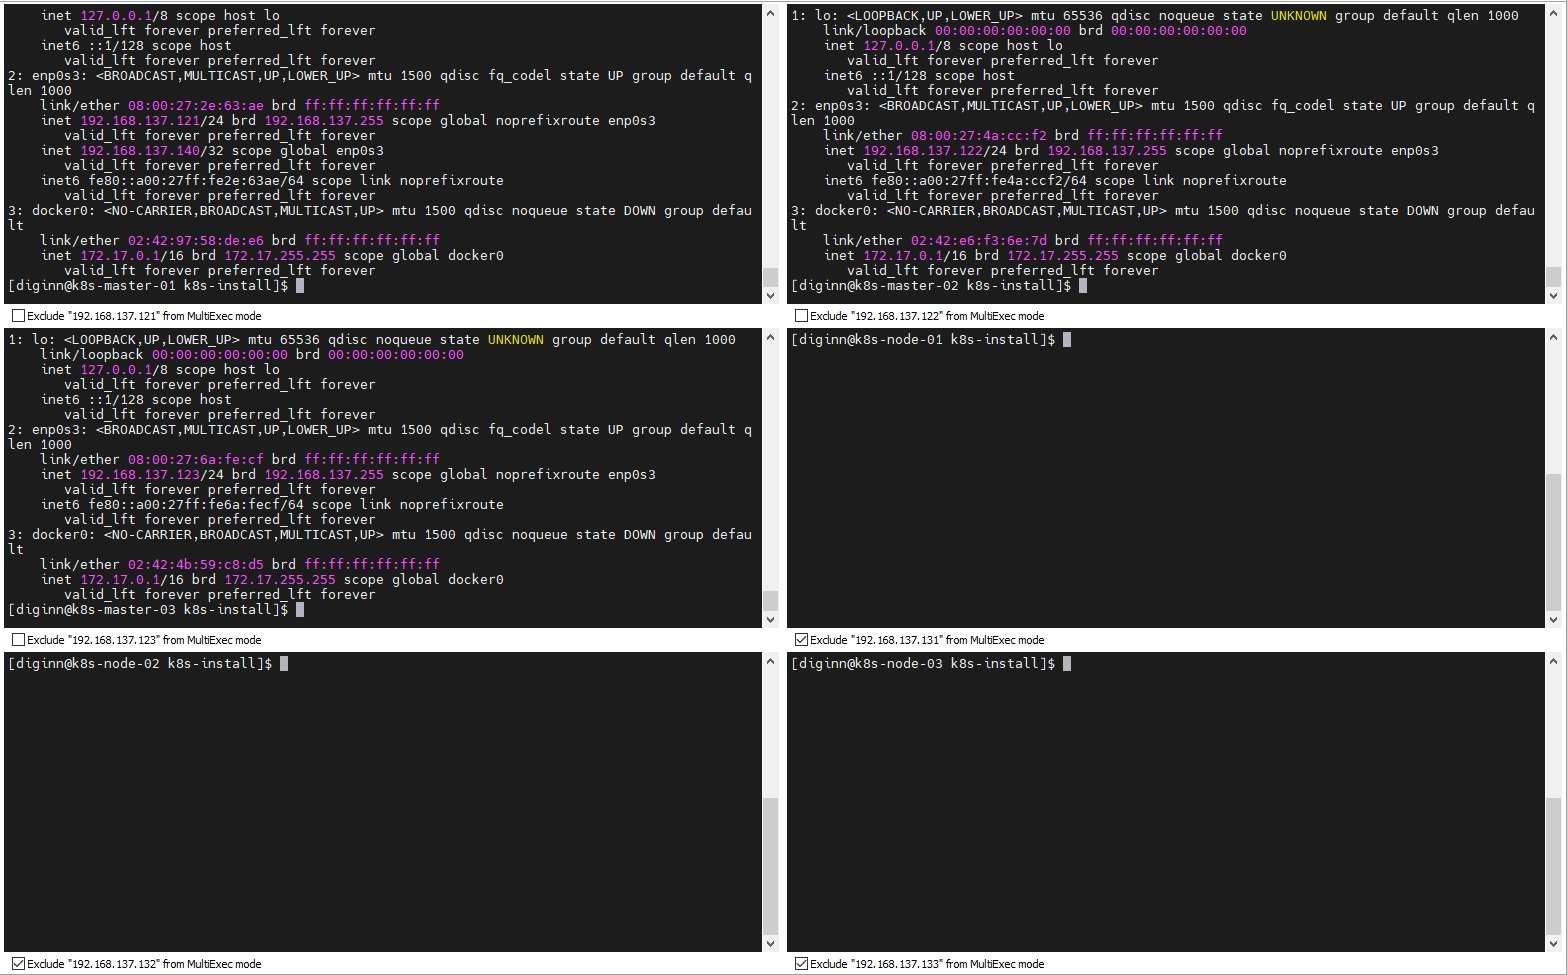 inet 127.0.0.1/8 scope host lo
valid_lft forever preferred_lft forever
inet6 ::1/128 scope host
valid_lft forever preferred_lft forever
2: enp0s3: <BROADCAST,MULTICAST,UP,LOWER_UP> mtu 1500 qdisc fq_codel state UP group default q
len 1000
link/ether 08:00:27:2e:63:ae brd ff:ff:ff:ff:ff:ff
inet 192.168.137.121/24 brd 192.168.137.255 scope global noprefixroute enp0s3
valid_lft forever preferred_lft forever
inet 192.168.137.140/32 scope global enp0s3
valid_lft forever preferred_lft forever
inet6 fe80::a00:27ff:fe2e:63ae/64 scope link noprefixroute
valid_lft forever preferred_lft forever
3: docker0: <NO-CARRIER,BROADCAST,MULTICAST,UP> mtu 1500 qdisc noqueue state DOWN group defau
lt
link/ether 02:42:97:58:de:e6 brd ff:ff:ff:ff:ff:ff
inet 172.17.0.1/16 brd 172.17.255.255 scope global docker0
valid_lft forever preferred_lft forever
[diginn@k8s-master-01 k8s-install]$
Exclude "192.168.137.121" from MultiExec mode
1: lo: <LOOPBACK,UP,LOWER_UP> mtu 65536 qdisc noqueue state UNKNOWN group default qlen 1000
link/loopback 00:00:00:00:00:00 brd 00:00:00:00:00:00
inet 127.0.0.1/8 scope host lo
valid_lft forever preferred_lft forever
inet6 ::1/128 scope host
valid_lft forever preferred_lft forever
2: enp0s3: <BROADCAST,MULTICAST,UP,LOWER_UP> mtu 1500 qdisc fq_codel state UP group default q
len 1000
link/ether 08:00:27:4a:cc:f2 brd ff:ff:ff:ff:ff:ff
inet 192.168.137.122/24 brd 192.168.137.255 scope global noprefixroute enp0s3
valid_lft forever preferred_lft forever
inet6 fe80::a00:27ff:fe4a:ccf2/64 scope link noprefixroute
valid_lft forever preferred_lft forever
3: docker0: <NO-CARRIER,BROADCAST,MULTICAST,UP> mtu 1500 qdisc noqueue state DOWN group defau
lt
link/ether 02:42:e6:f3:6e:7d brd ff:ff:ff:ff:ff:ff
inet 172.17.0.1/16 brd 172.17.255.255 scope global docker0
valid_lft forever preferred_lft forever
[diginn@k8s-master-02 k8s-install]$
Exclude "192.168.137.122" from MultiExec mode
1: lo: <LOOPBACK,UP,LOWER_UP> mtu 65536 qdisc noqueue state UNKNOWN group default qlen 1000
link/loopback 00:00:00:00:00:00 brd 00:00:00:00:00:00
inet 127.0.0.1/8 scope host lo
valid_lft forever preferred_lft forever
inet6 ::1/128 scope host
valid_lft forever preferred_lft forever
2: enp0s3: <BROADCAST,MULTICAST,UP,LOWER_UP> mtu 1500 qdisc fq_codel state UP group default q
len 1000
link/ether 08:00:27:6a:fe:cf brd ff:ff:ff:ff:ff:ff
inet 192.168.137.123/24 brd 192.168.137.255 scope global noprefixroute enp0s3
valid_lft forever preferred_lft forever
inet6 fe80::a00:27ff:fe6a:fecf/64 scope link noprefixroute
valid_lft forever preferred_lft forever
3: docker0: <NO-CARRIER,BROADCAST,MULTICAST,UP> mtu 1500 qdisc noqueue state DOWN group defau
lt
link/ether 02:42:4b:59:c8:d5 brd ff:ff:ff:ff:ff:ff
inet 172.17.0.1/16 brd 172.17.255.255 scope global docker0
valid_lft forever preferred_lft forever
[diginn@k8s-master-03 k8s-install]$
Exclude "192.168.137.123" from MultiExec mode
[diginn@k8s-node-01 k8s-install]$
Exclude "192.168.137.131" from MultiExec mode
[diginn@k8s-node-02 k8s-install]$
Exclude "192.168.137.132" from MultiExec mode
[diginn@k8s-node-03 k8s-install]$
Exclude "192.168.137.133" from MultiExec mode